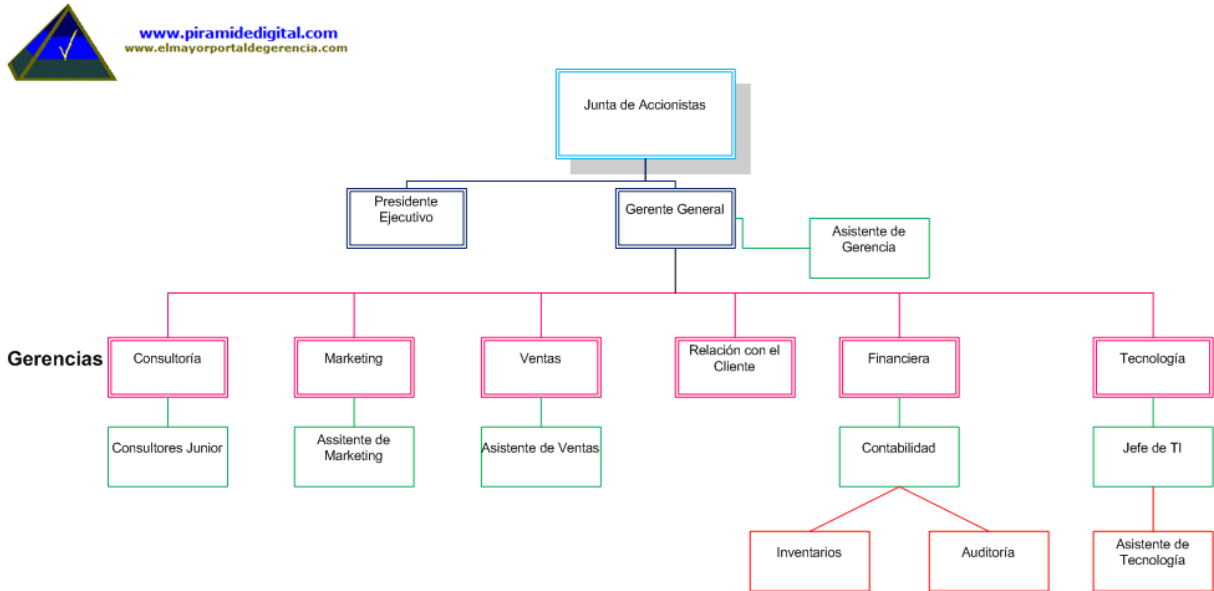 www.piramidedigital.com
www.elmayorportaldegerencia.com
Junta de Accionistas
Presidente
Ejecutivo
Gerente General
Asistente de
Gerencia
Gerencias
Consultoría
Marketing
Ventas
Relación con el
Cliente
Financiera
Tecnología
Consultores Junior
Assitente de
Marketing
Asistente de Ventas
Contabilidad
Jefe de TI
Inventarios
Auditoría
Asistente de
Tecnología